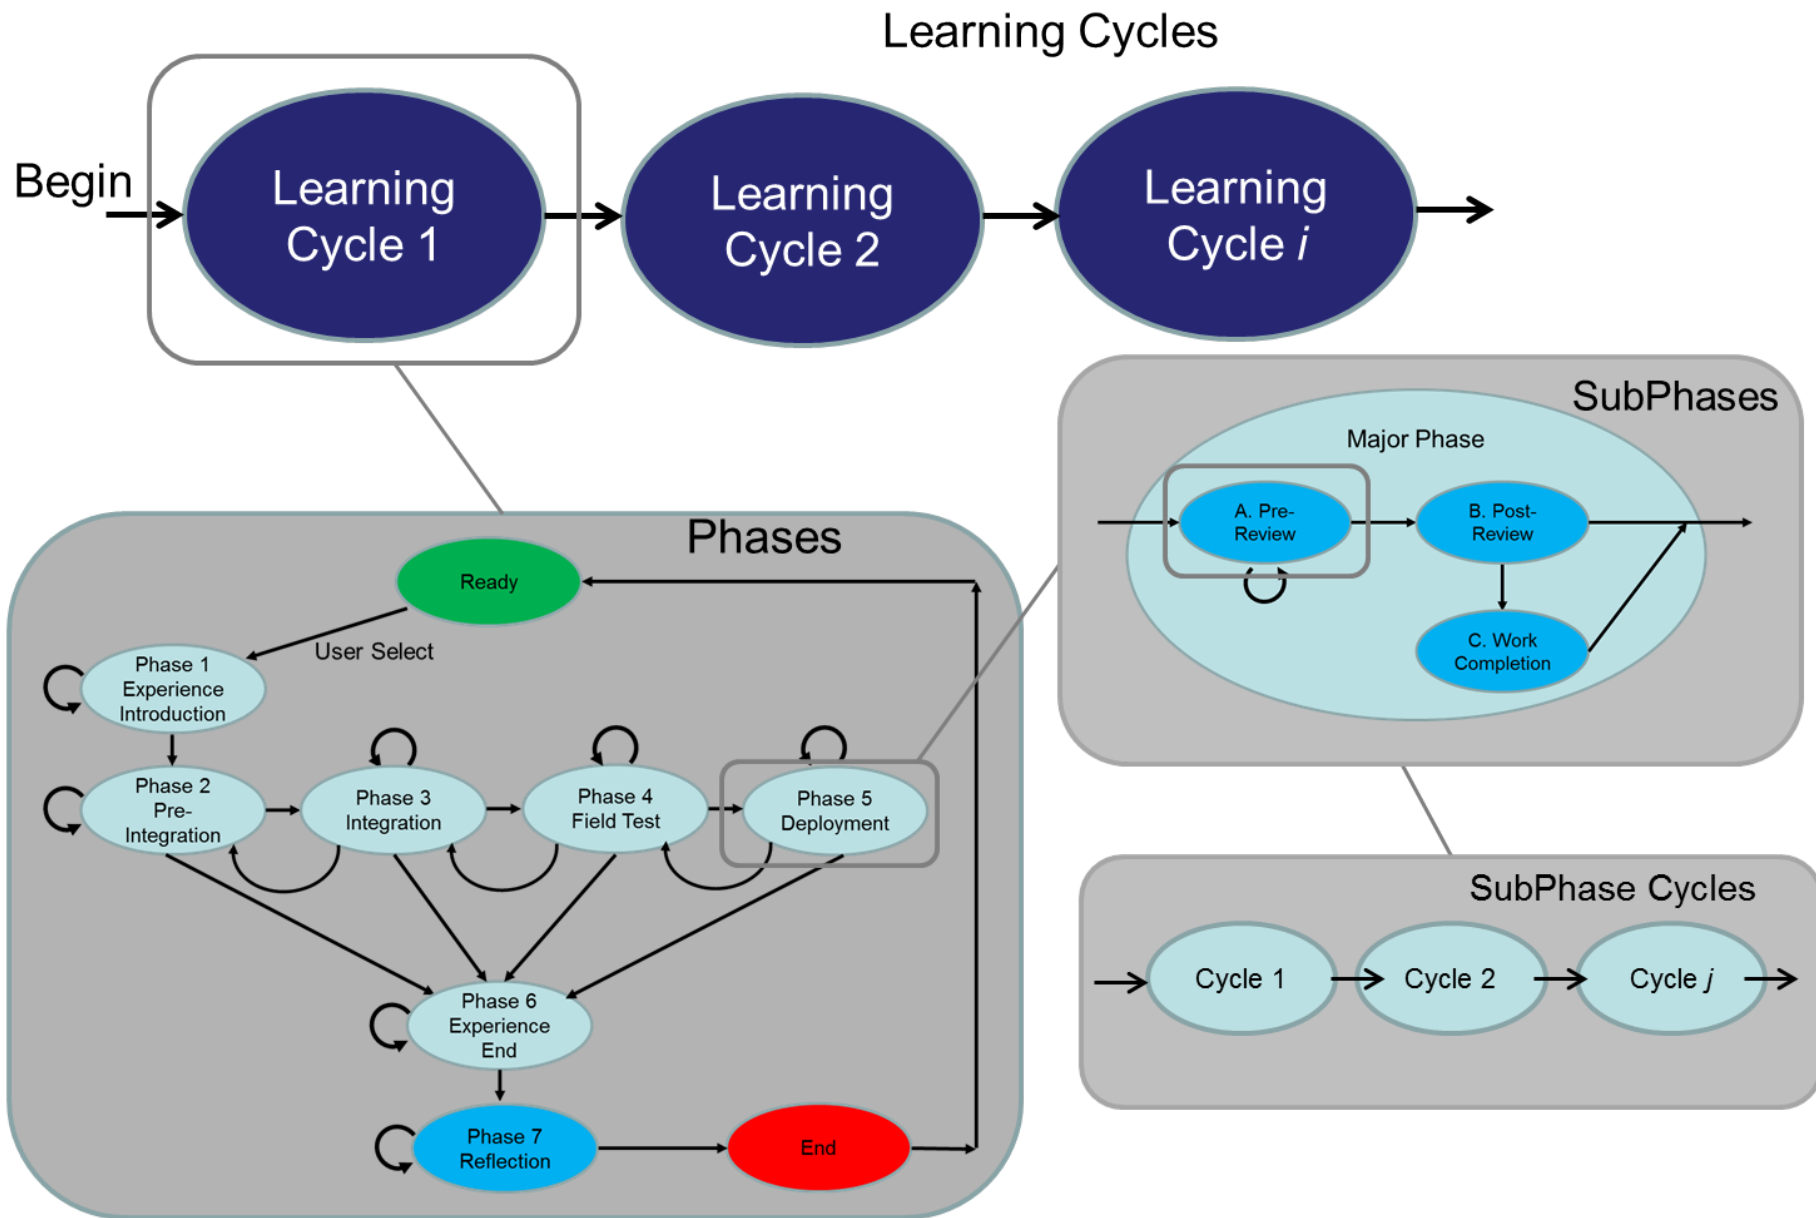 Learning Cycles
Begin
Learning
Cycle 1
Learning
Cycle 2
Learning
Cycle i
SubPhases
Major Phase
A. Pre-
Review
B. Post-
Review
C. Work
Completion
Phases
Ready
User Select
Phase 1
Experience
Introduction
Phase 2
Pre-
Integration
Phase 3
Integration
Phase 4
Field Test
Phase 5
Deployment
Phase 6
Experience
End
Phase 7
Reflection
End
SubPhase Cycles
Cycle 1
Cycle 2
Cycle j